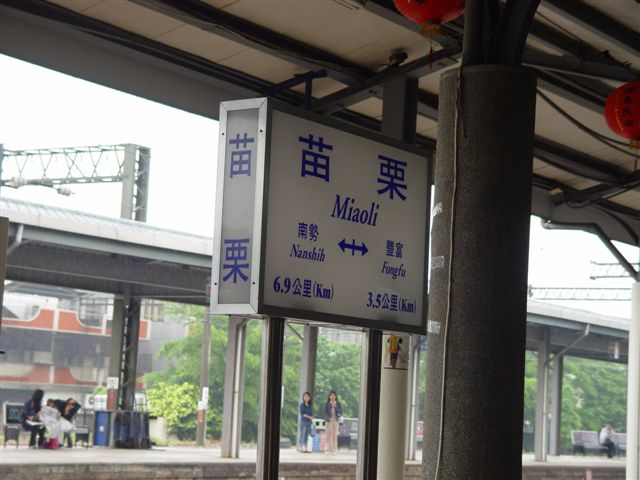 苗栗
苗栗
Miaoli
南勢 豐富
Nanshih Fongfu
6.9公里(Km) 3.5公里(Km)